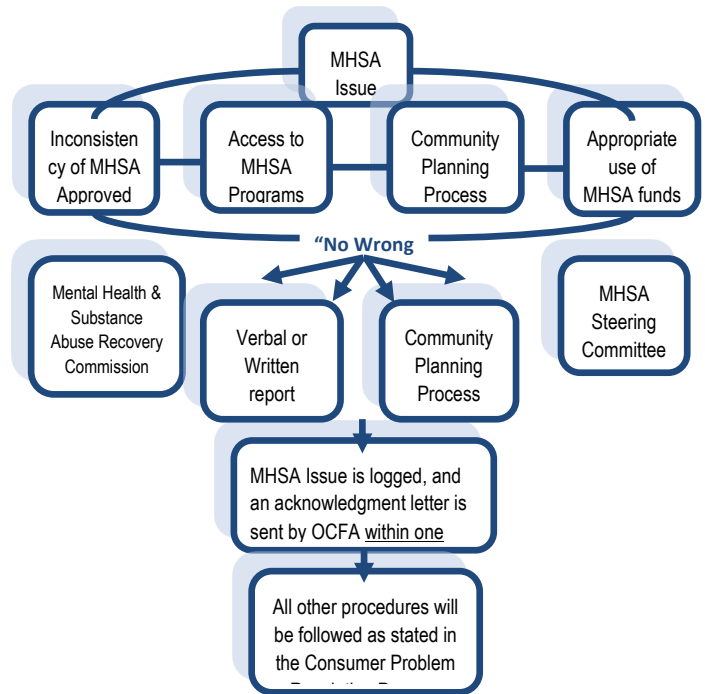 MHSA
Issue
Inconsisten
cy of MHSA
Approved
Access to
MHSA
Programs
Community
Planning
Process
Appropriate
use of
MHSA funds
“No Wrong
Mental Health &
Substance
Abuse Recovery
Commission
Verbal or
Written
report
Community
Planning
Process
MHSA
Steering
Committee
MHSA Issue is logged, and
an acknowledgment letter is
sent by OCFA within one
All other procedures will
be followed as stated in
the Consumer Problem